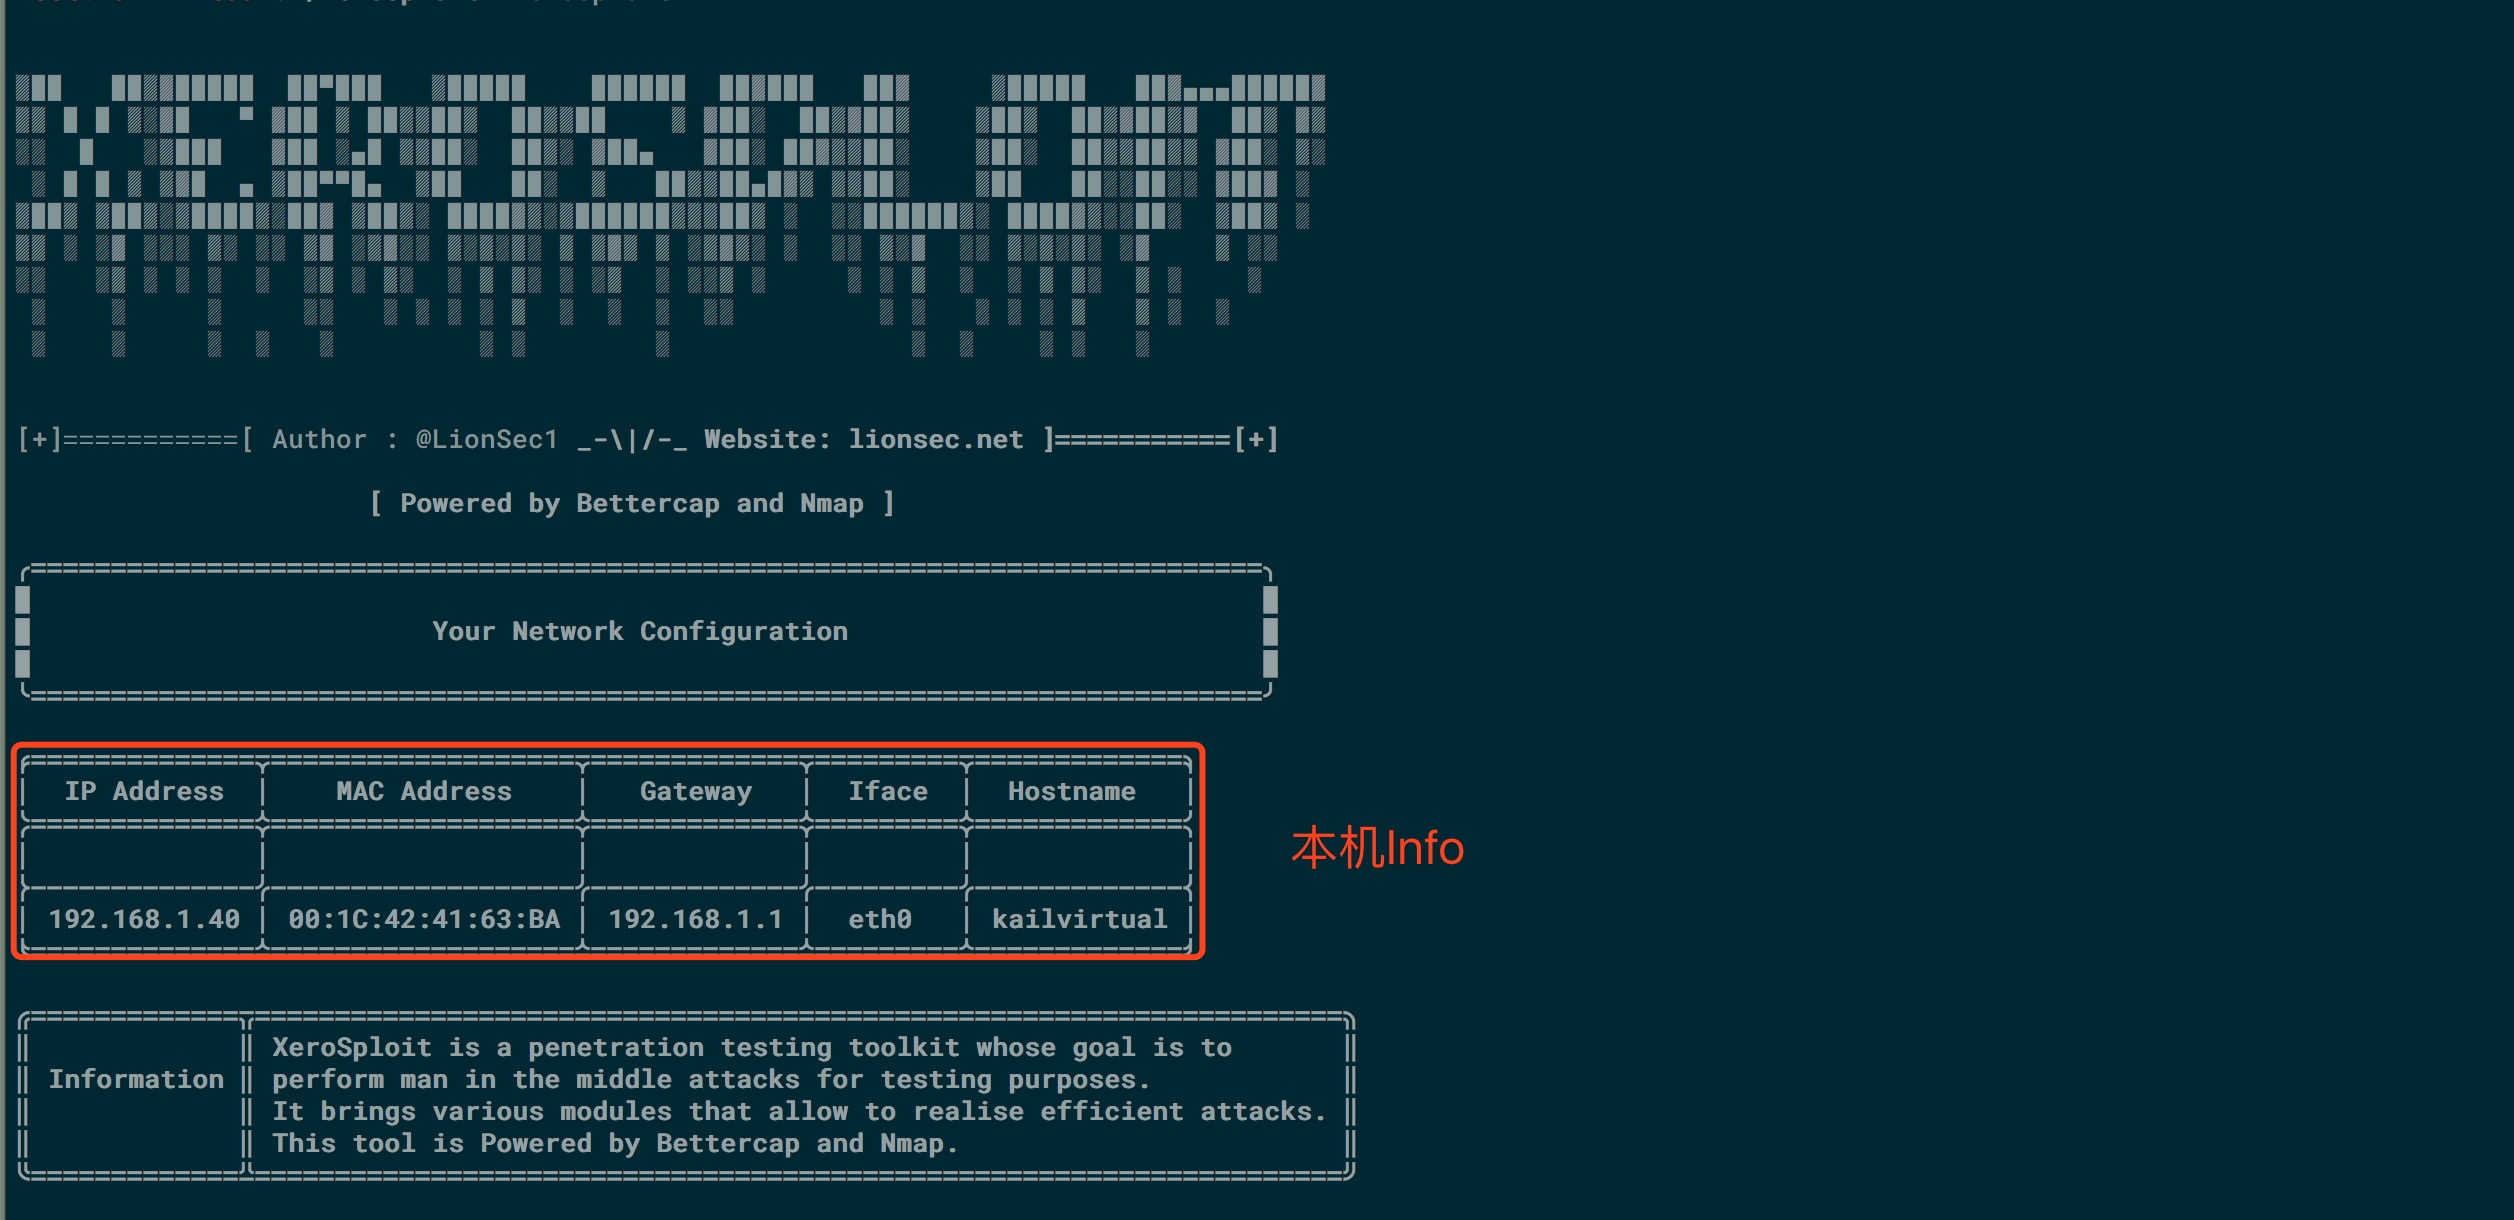 XEROSPLOIT
[+]===========[ Author : @LionSec1 _-\|/-_ Website: lionsec.net ]===========[+]
[ Powered by Bettercap and Nmap ]
Your Network Configuration
IP Address MAC Address Gateway Iface Hostname
本机Info
192.168.1.40 00:1C:42:41:63:BA 192.168.1.1 eth0 kailvirtual
XeroSploit is a penetration testing toolkit whose goal is to
Information perform man in the middle attacks for testing purposes.
It brings various modules that allow to realise efficient attacks.
This tool is Powered by Bettercap and Nmap.